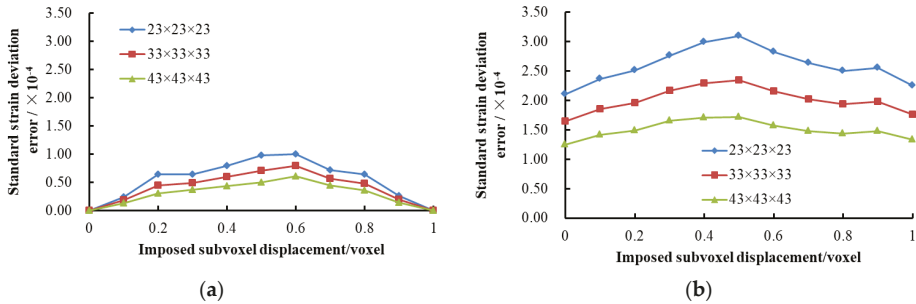 Standard strain deviation
error / ×10⁻⁴
3.50
3.00
2.50
2.00
1.50
1.00
0.50
0.00
23×23×23
33×33×33
43×43×43
0 0.2 0.4 0.6 0.8 1
Imposed subvoxel displacement/voxel
(a)
Standard strain deviation
error / ×10⁻⁴
3.50
3.00
2.50
2.00
1.50
1.00
0.50
0.00
23×23×23
33×33×33
43×43×43
0 0.2 0.4 0.6 0.8 1
Imposed subvoxel displacement/voxel
(b)